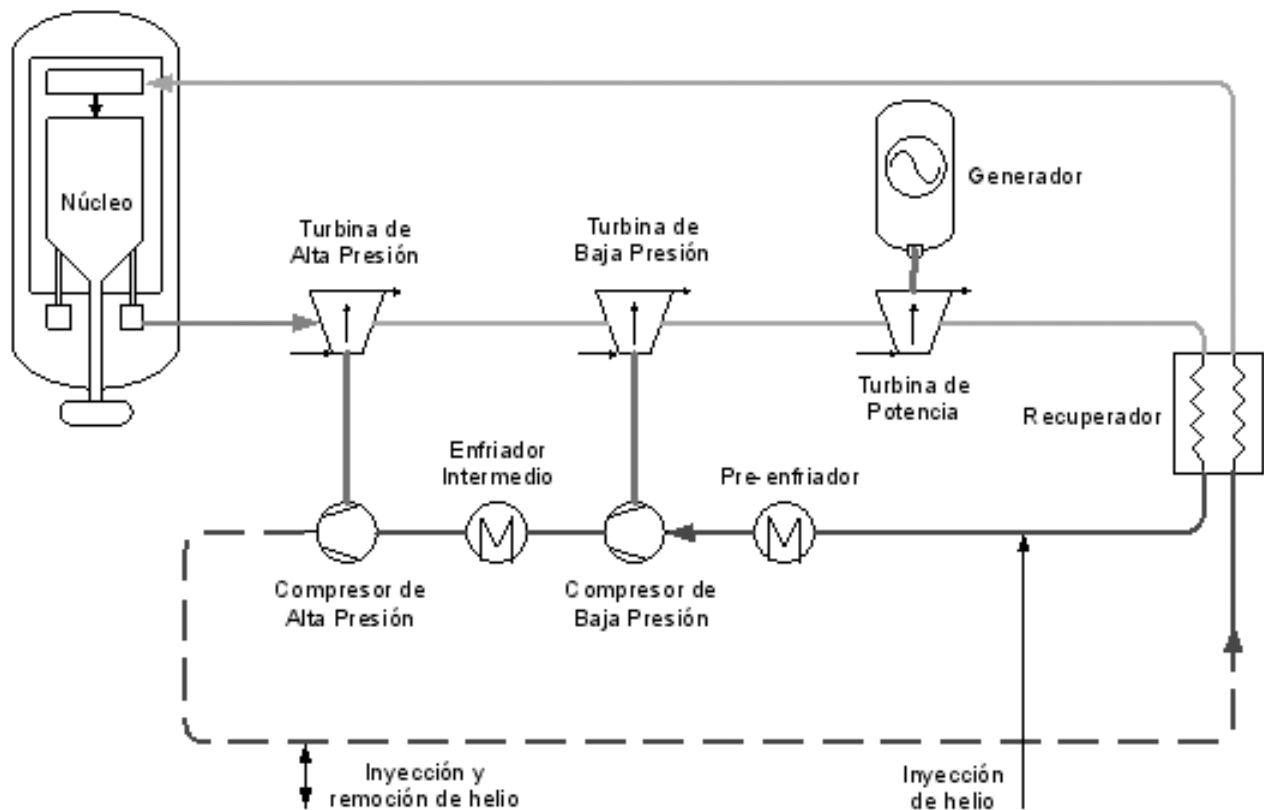 Generador
Núcleo
Turbina de
Alta Presión
Turbina de
Baja Presión
Turbina de
Potencia
Recuperador
Enfriador
Intermedio
Pre-enfriador
Compresor de
Alta Presión
Compresor de
Baja Presión
Inyección y
remoción de helio
Inyección
de helio